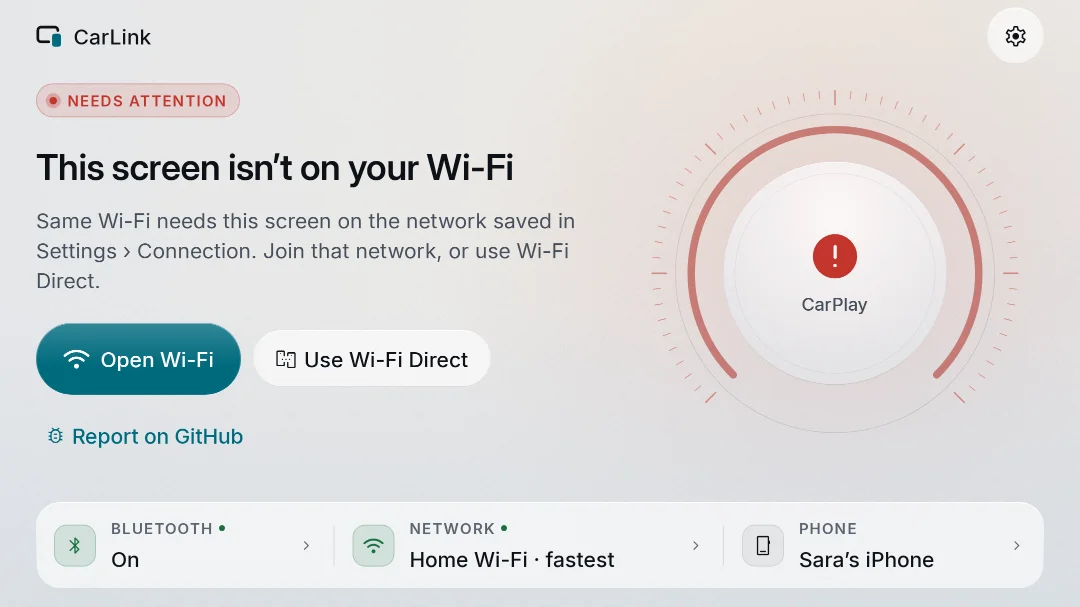 CarLink
NEEDS ATTENTION
This screen isn’t on your Wi-Fi
Same Wi-Fi needs this screen on the network saved in
Settings › Connection. Join that network, or use Wi-Fi
Direct.
Open Wi-Fi
Use Wi-Fi Direct
Report on GitHub
CarPlay
BLUETOOTH
On
NETWORK
Home Wi-Fi · fastest
PHONE
Sara’s iPhone